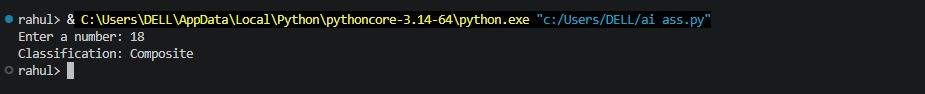 rahul> & C:\Users\DELL\AppData\Local\Python\pythoncore-3.14-64\python.exe "c:/Users/DELL/ai ass.py"
Enter a number: 18
Classification: Composite
rahul>